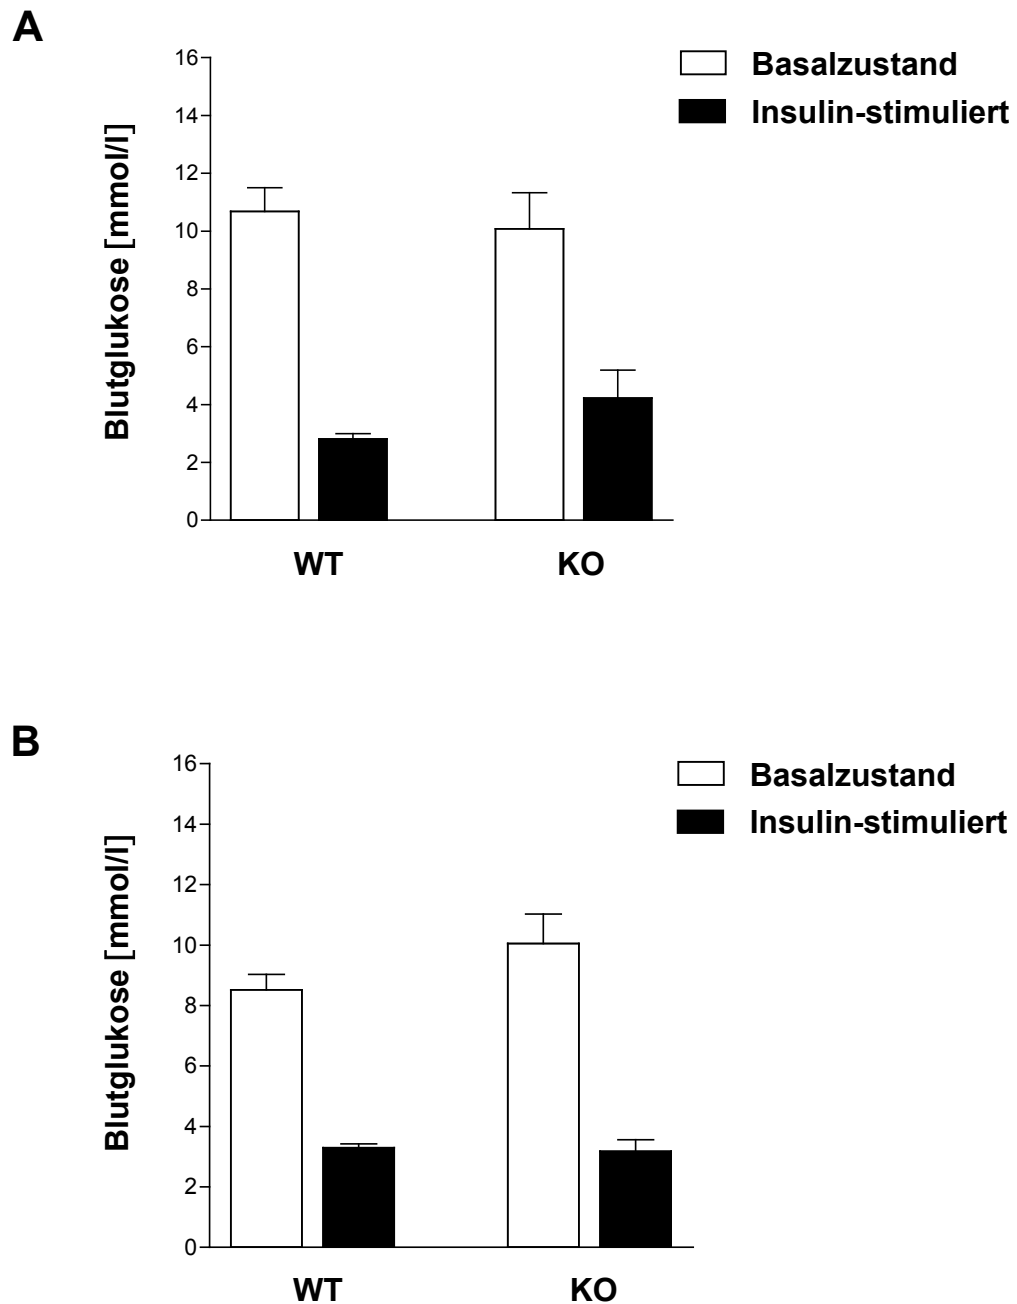 A
16
14
12
10
8
6
4
2
0
Blutglukose [mmol/l]
Basalzustand
Insulin-stimuliert
WT KO
B
16
14
12
10
8
6
4
2
0
Blutglukose [mmol/l]
Basalzustand
Insulin-stimuliert
WT KO